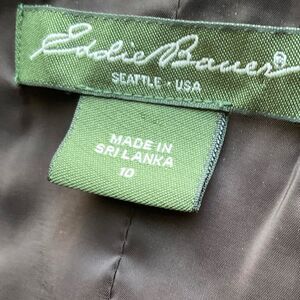 Eddie Bauer®
SEATTLE - USA
MADE IN
SRI LANKA
10